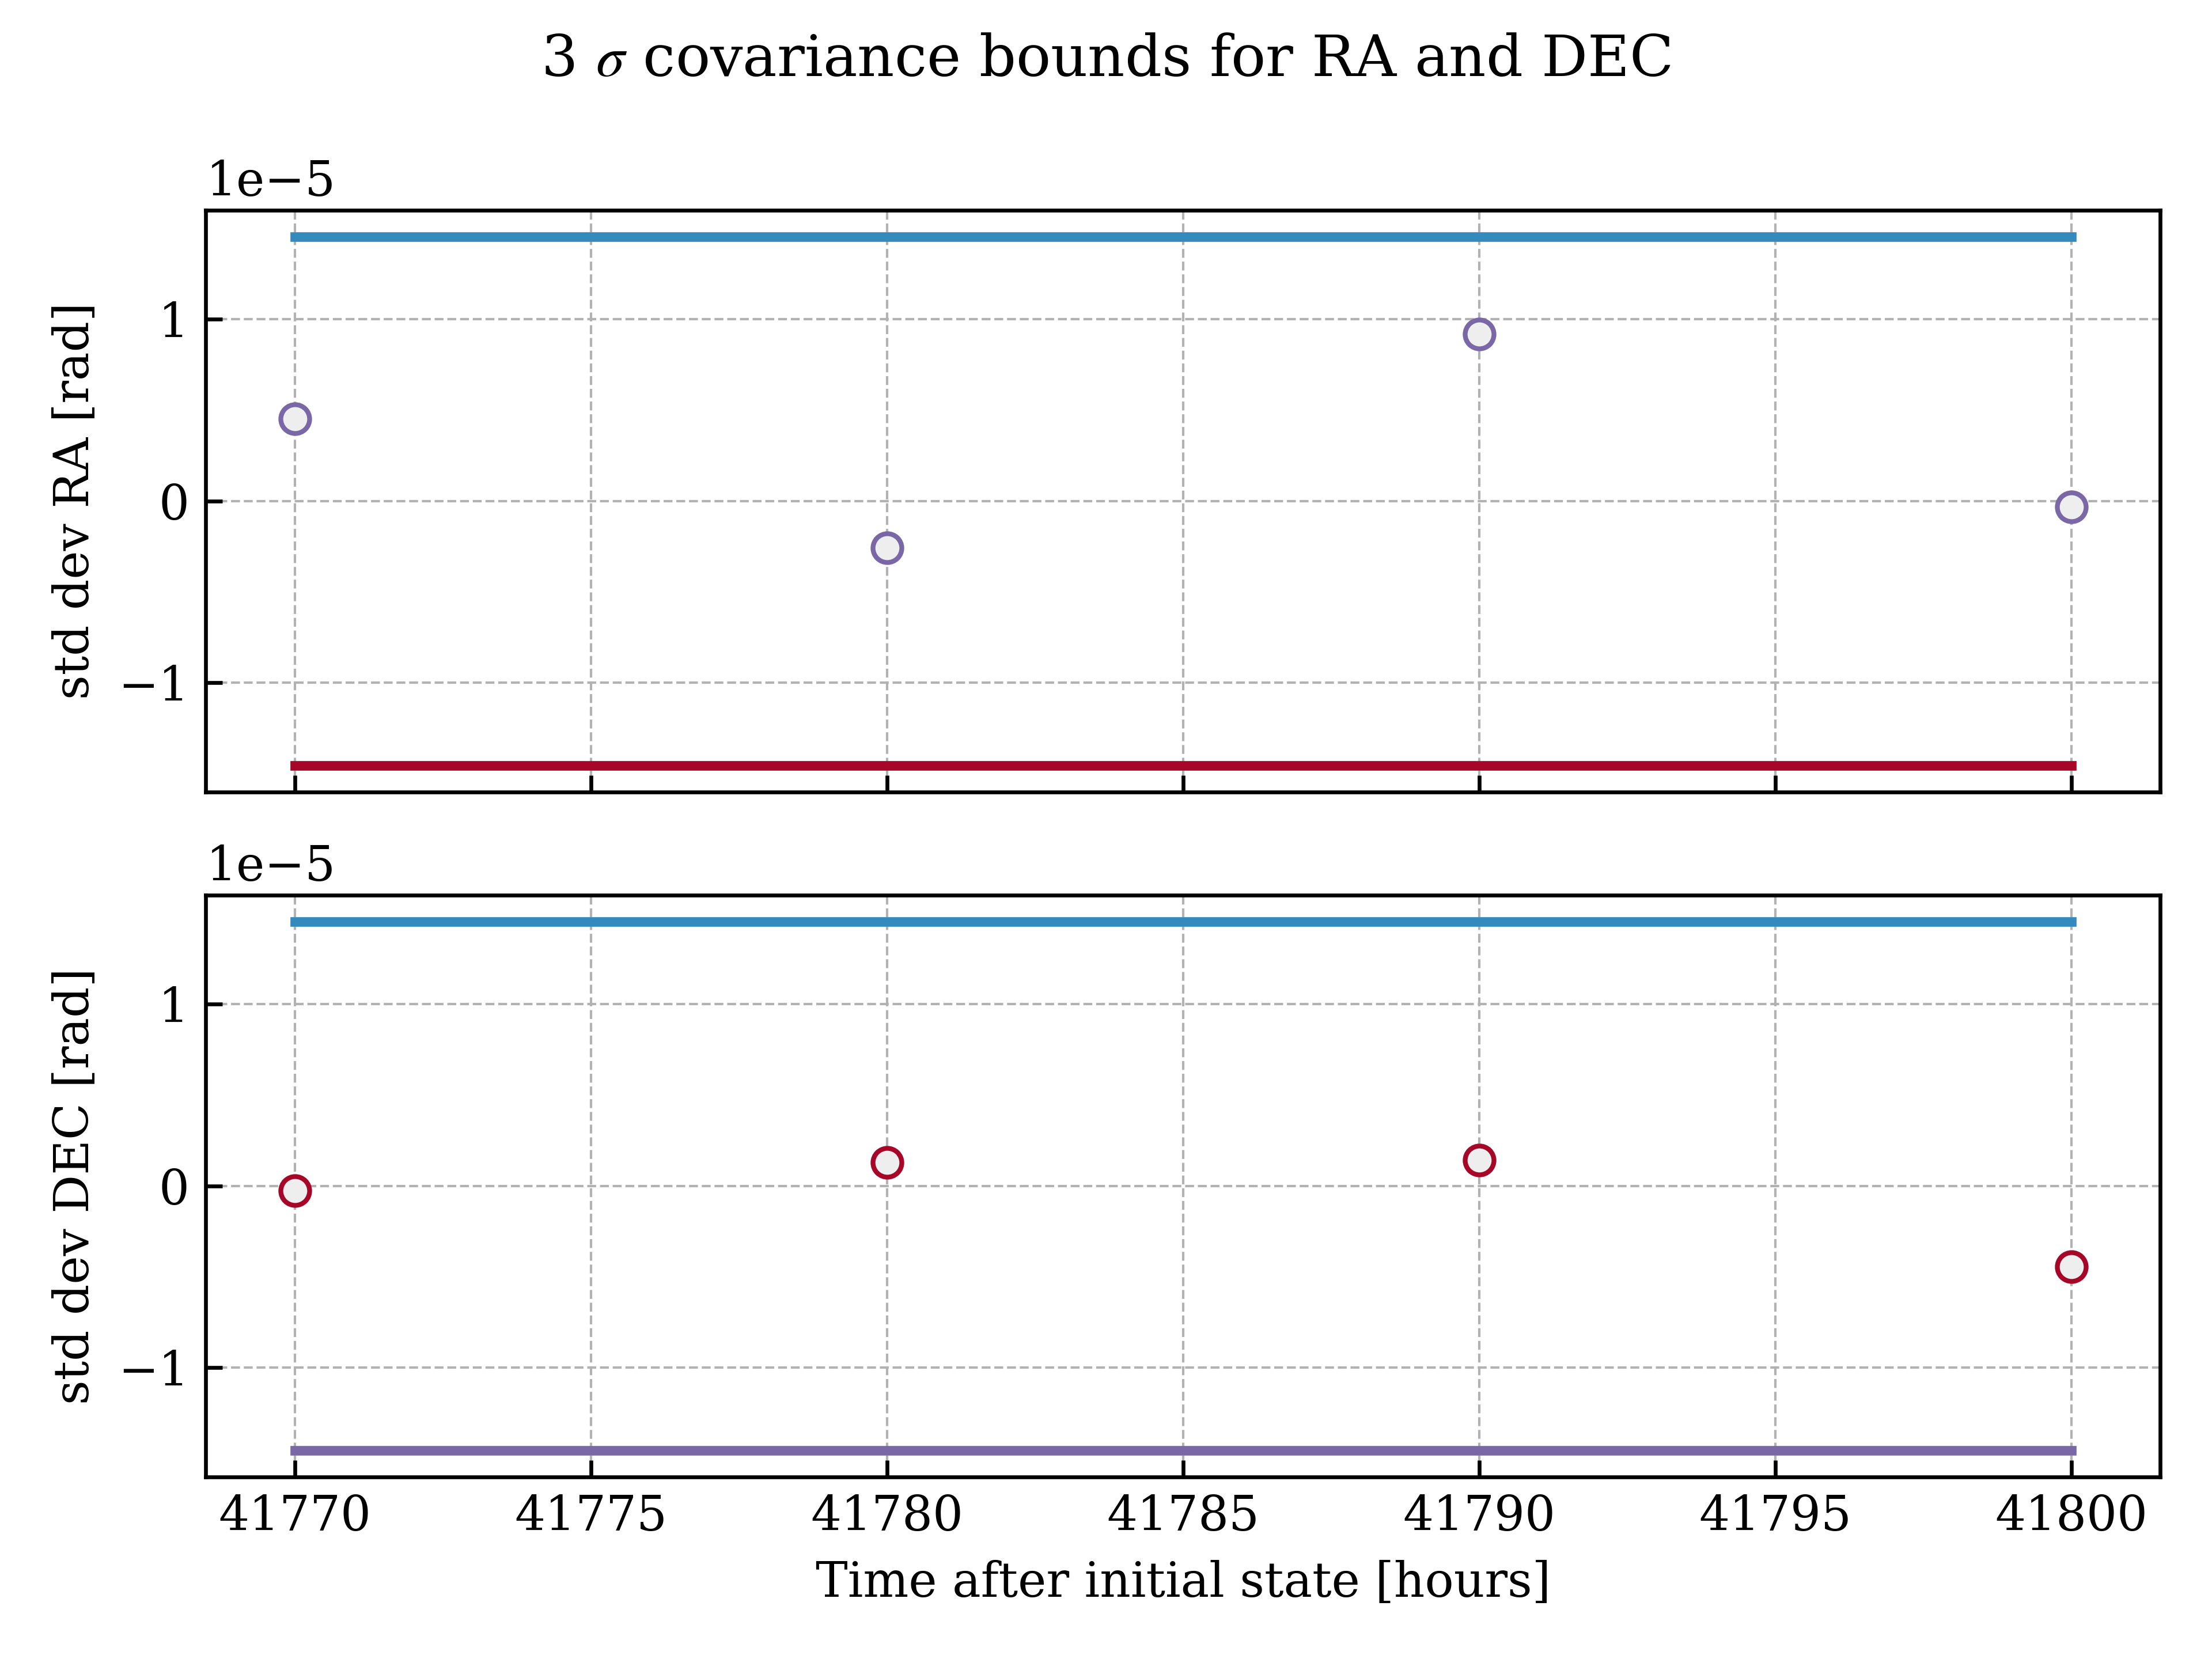 3 σ covariance bounds for RA and DEC
1e−5
1
0
−1
std dev RA [rad]
1e−5
1
0
−1
std dev DEC [rad]
41770 41775 41780 41785 41790 41795 41800
Time after initial state [hours]